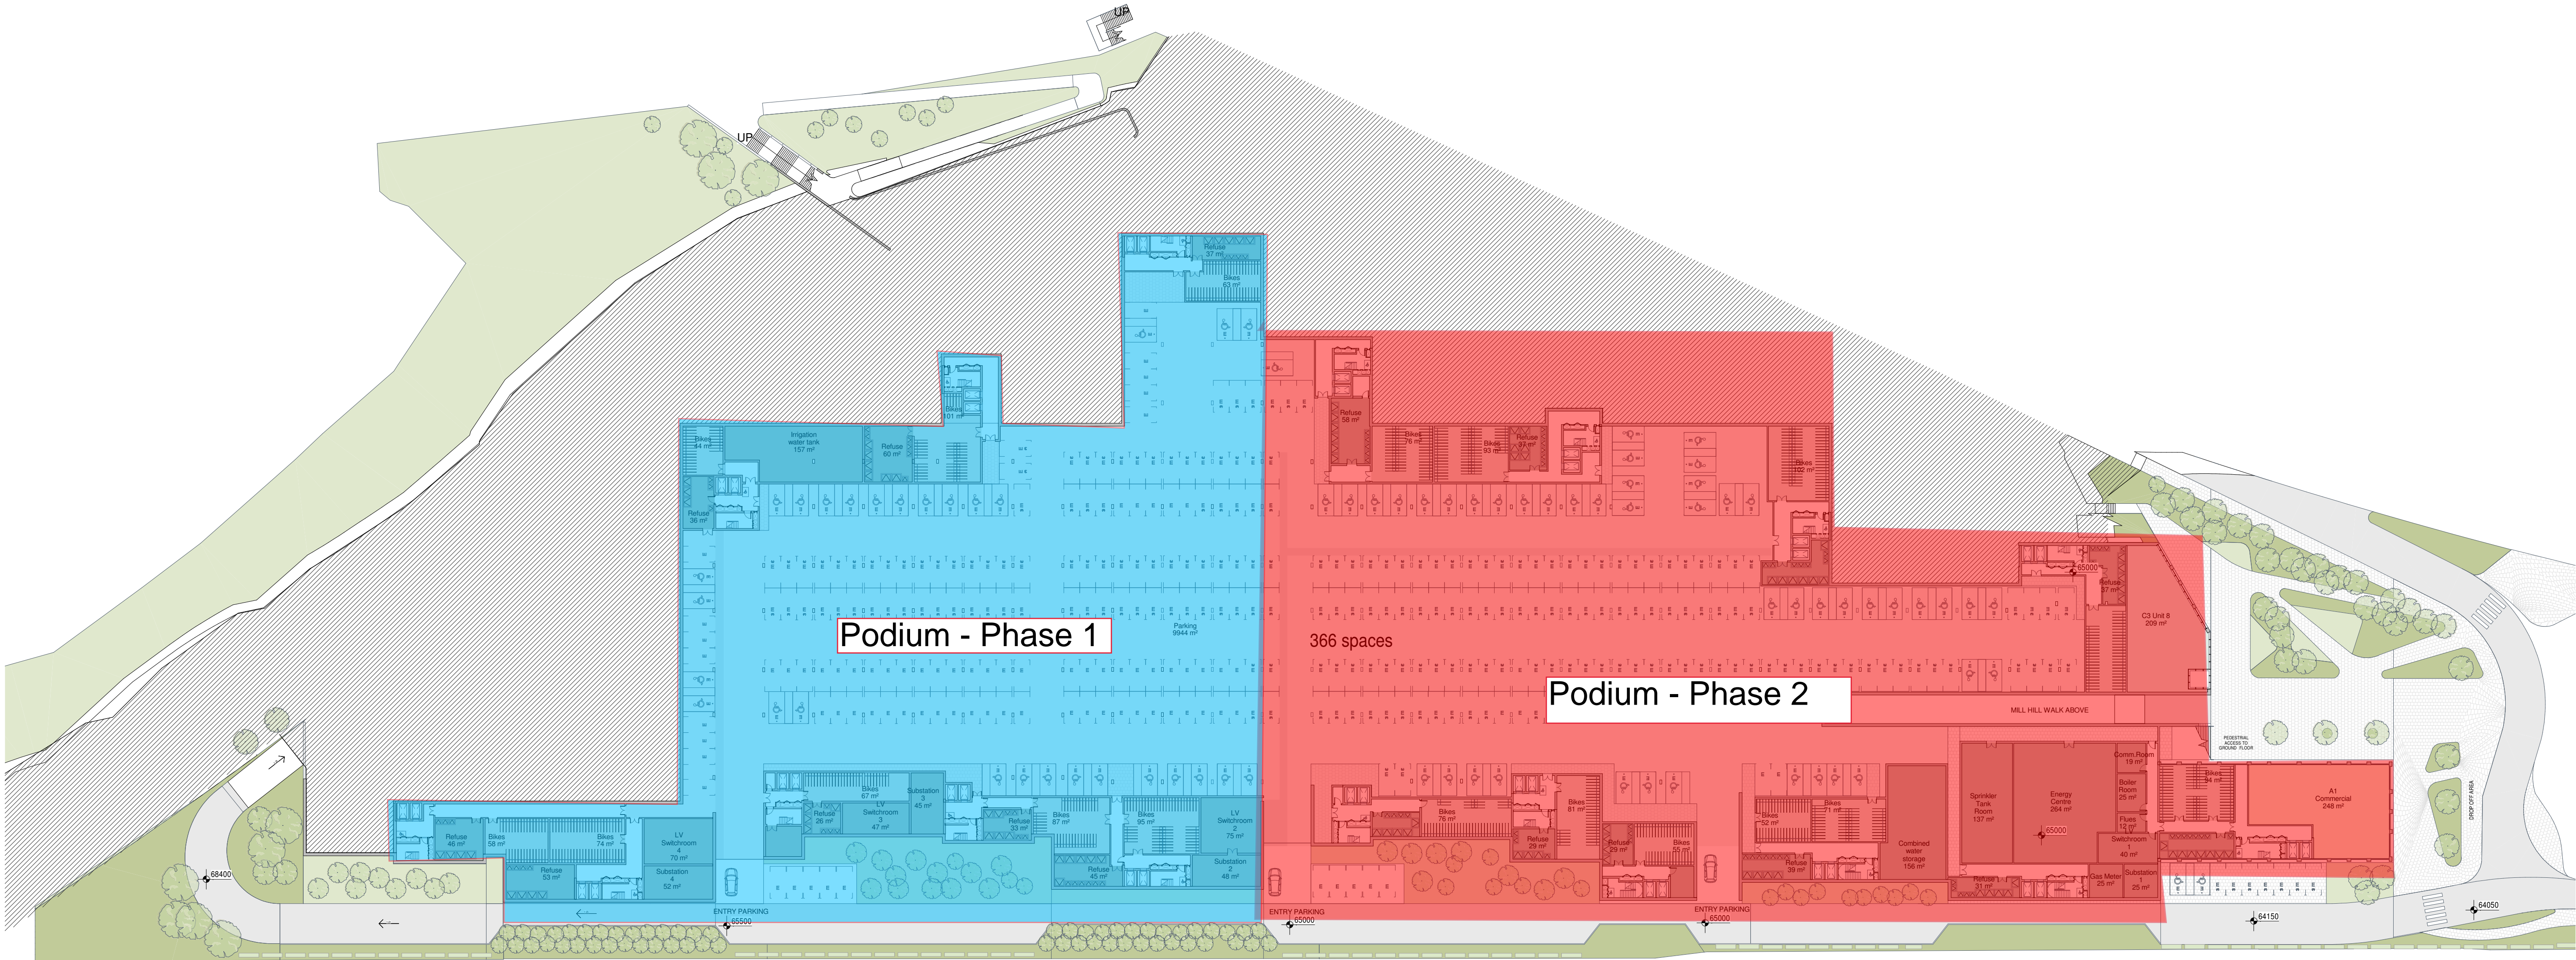 UP
UP
Refuse
37 m²
Bikes
63 m²
Bikes
101 m²
Bikes
44 m²
Irrigation
water tank
157 m²
Refuse
60 m²
Refuse
36 m²
Refuse
58 m²
Bikes
76 m²
Bikes
93 m²
Refuse
37 m²
Bikes
102 m²
65000
Refuse
37 m²
C3 Unit 8
209 m²
Parking
9944 m²
Podium - Phase 1
366 spaces
Podium - Phase 2
MILL HILL WALK ABOVE
PEDESTRIAL
ACCESS TO
GROUND FLOOR
DROP OFF AREA
Bikes
67 m²
Substation
3
45 m²
Refuse
26 m²
LV
Switchroom
3
47 m²
Refuse
33 m²
Bikes
87 m²
Bikes
95 m²
LV
Switchroom
2
75 m²
Refuse
46 m²
Bikes
58 m²
Bikes
74 m²
LV
Switchroom
4
70 m²
Refuse
53 m²
Substation
4
52 m²
Refuse
45 m²
Substation
2
48 m²
Bikes
76 m²
Bikes
81 m²
Refuse
29 m²
Refuse
29 m²
Bikes
55 m²
Bikes
52 m²
Bikes
71 m²
Refuse
39 m²
Combined
water
storage
156 m²
Sprinkler
Tank
Room
137 m²
Energy
Centre
264 m²
65000
Comm.Room
19 m²
Boiler
Room
25 m²
Flues
12 m²
LV
Switchroom
1
40 m²
Refuse
31 m²
Gas Meter
25 m²
Substation
1
25 m²
Bikes
94 m²
A1
Commercial
248 m²
68400
ENTRY PARKING
65500
ENTRY PARKING
65000
ENTRY PARKING
65000
64150
64050